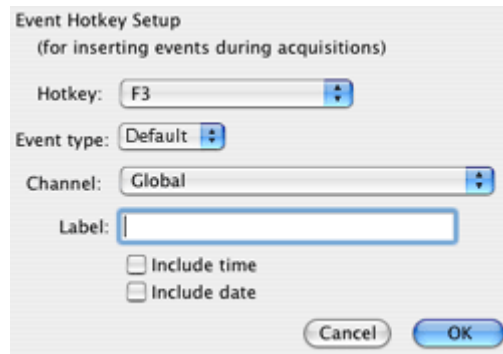 Event Hotkey Setup
(for inserting events during acquisitions)
Hotkey: F3
Event type: Default
Channel: Global
Label:
Include time
Include date
Cancel OK